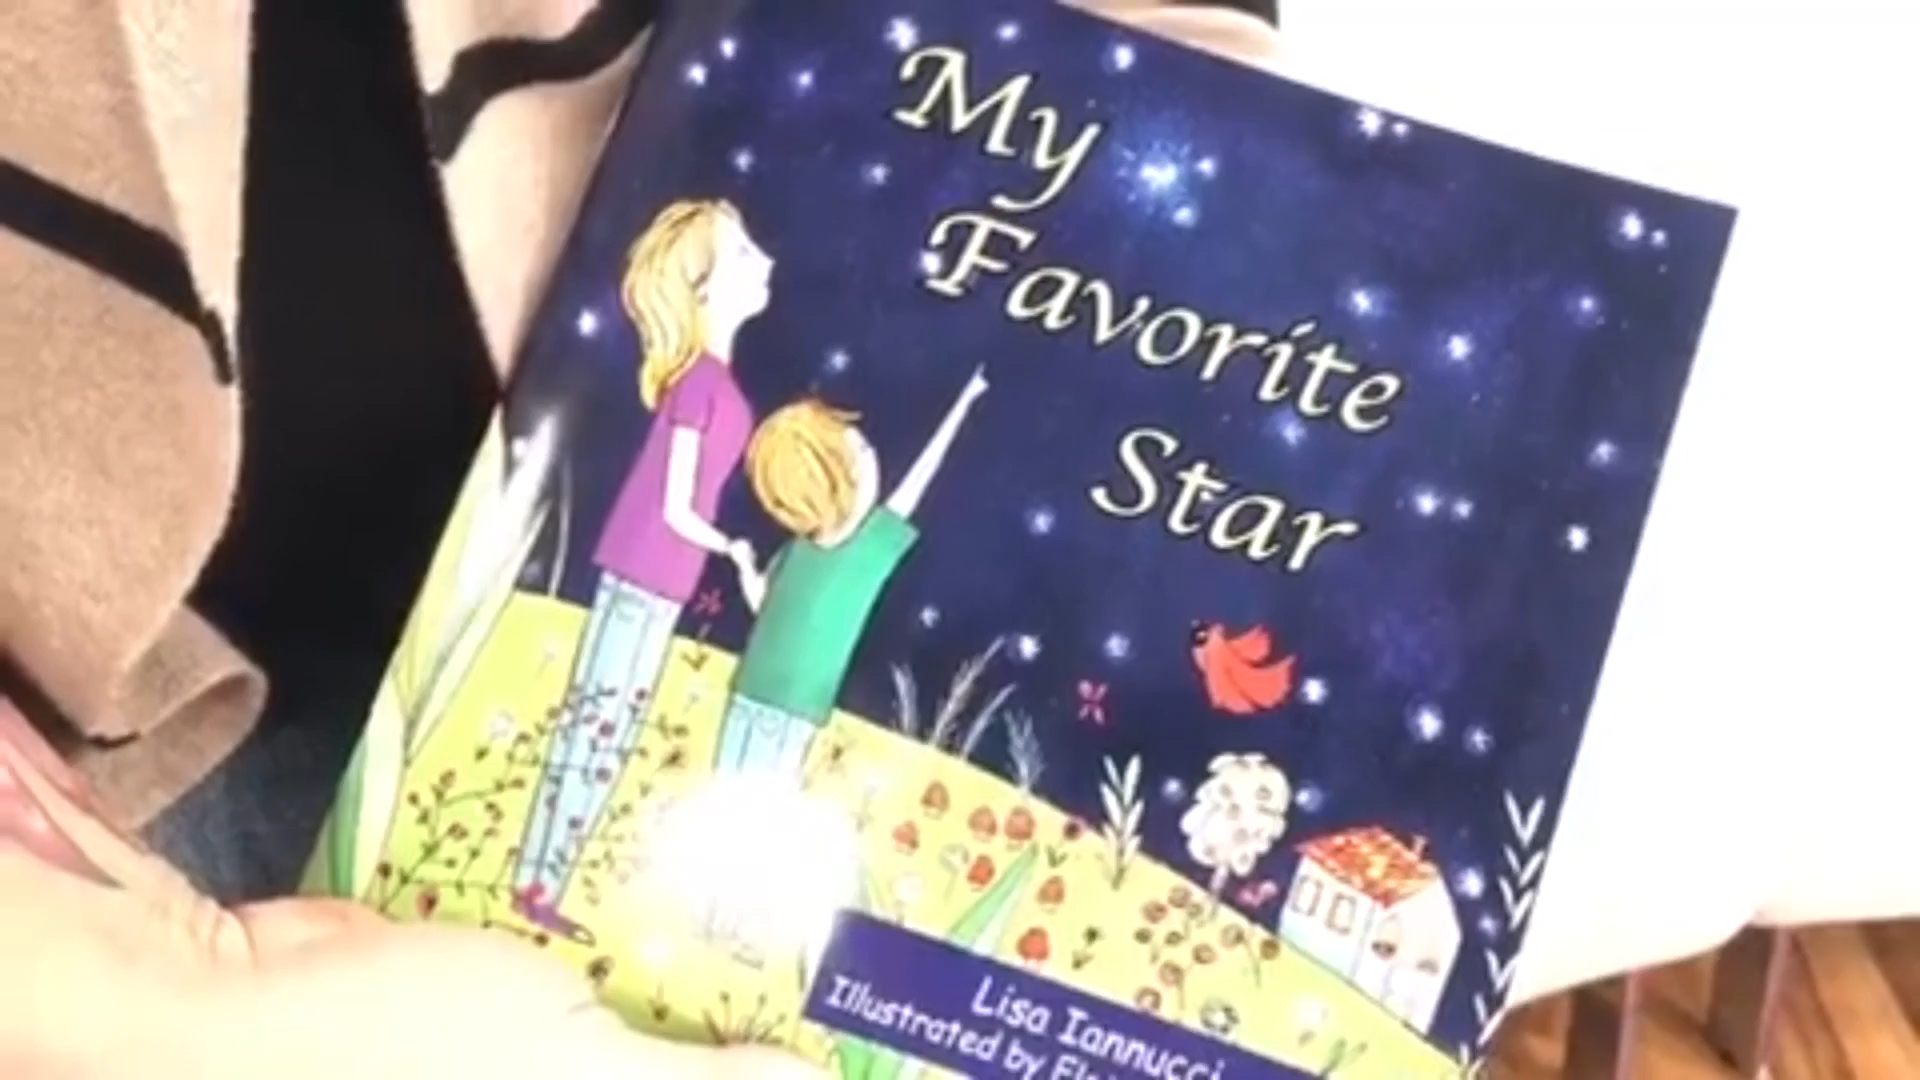 My
Favorite
Star
Lisa Iannucci
Illustrated by